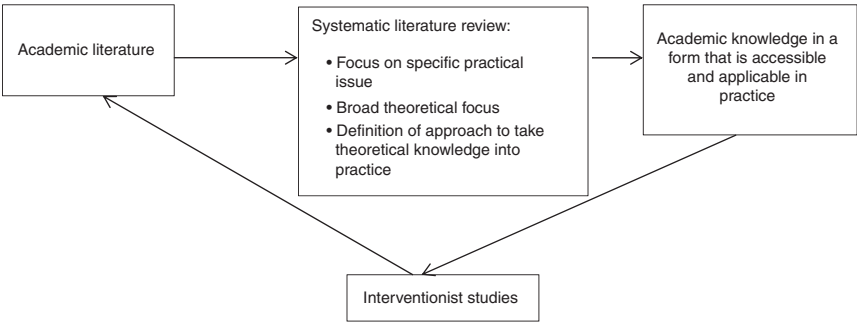 Academic literature
Systematic literature review:
• Focus on specific practical
issue
• Broad theoretical focus
• Definition of approach to take
theoretical knowledge into
practice
Academic knowledge in a
form that is accessible
and applicable in
practice
Interventionist studies